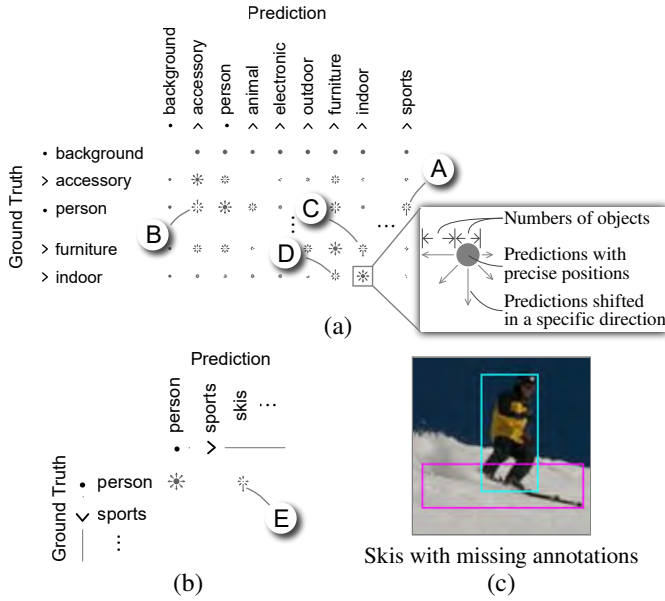 Prediction
background
accessory
person
animal
electronic
outdoor
furniture
indoor
sports
Ground Truth
background
accessory
person
furniture
indoor
A
B
C
D
Numbers of objects
Predictions with
precise positions
Predictions shifted
in a specific direction
(a)
Prediction
person
sports
skis
Ground Truth
person
sports
E
(b)
Skis with missing annotations
(c)